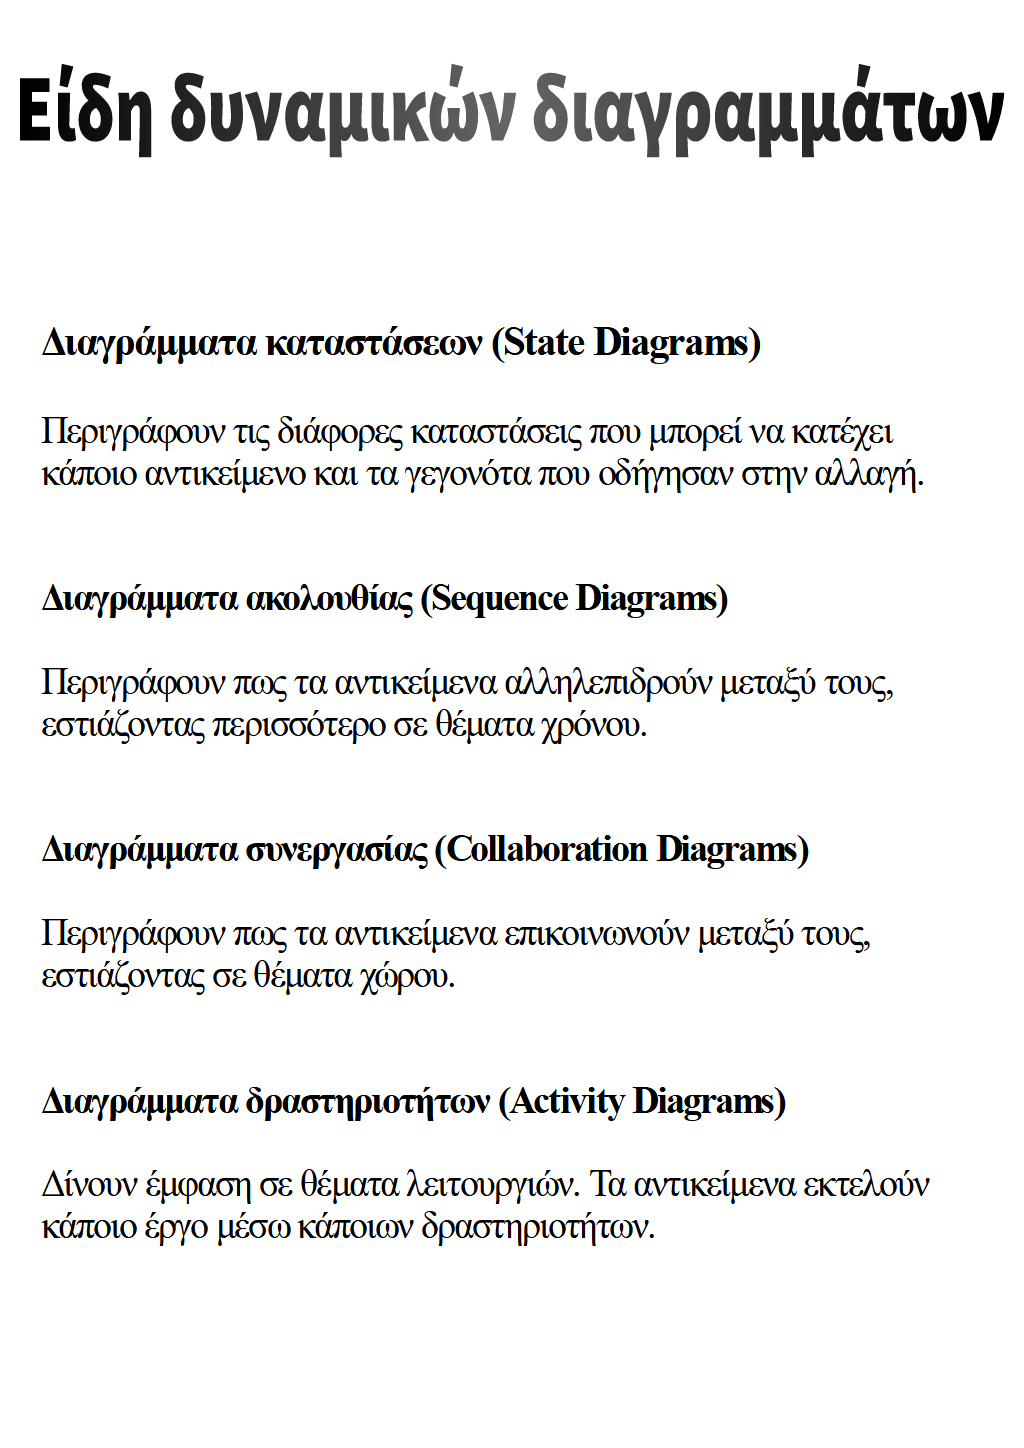 Είδη δυναμικών διαγραμμάτων
Διαγράμματα καταστάσεων (State Diagrams)
Περιγράφουν τις διάφορες καταστάσεις που μπορεί να κατέχει
κάποιο αντικείμενο και τα γεγονότα που οδήγησαν στην αλλαγή.
Διαγράμματα ακολουθίας (Sequence Diagrams)
Περιγράφουν πως τα αντικείμενα αλληλεπιδρούν μεταξύ τους,
εστιάζοντας περισσότερο σε θέματα χρόνου.
Διαγράμματα συνεργασίας (Collaboration Diagrams)
Περιγράφουν πως τα αντικείμενα επικοινωνούν μεταξύ τους,
εστιάζοντας σε θέματα χώρου.
Διαγράμματα δραστηριοτήτων (Activity Diagrams)
Δίνουν έμφαση σε θέματα λειτουργιών. Τα αντικείμενα εκτελούν
κάποιο έργο μέσω κάποιων δραστηριοτήτων.